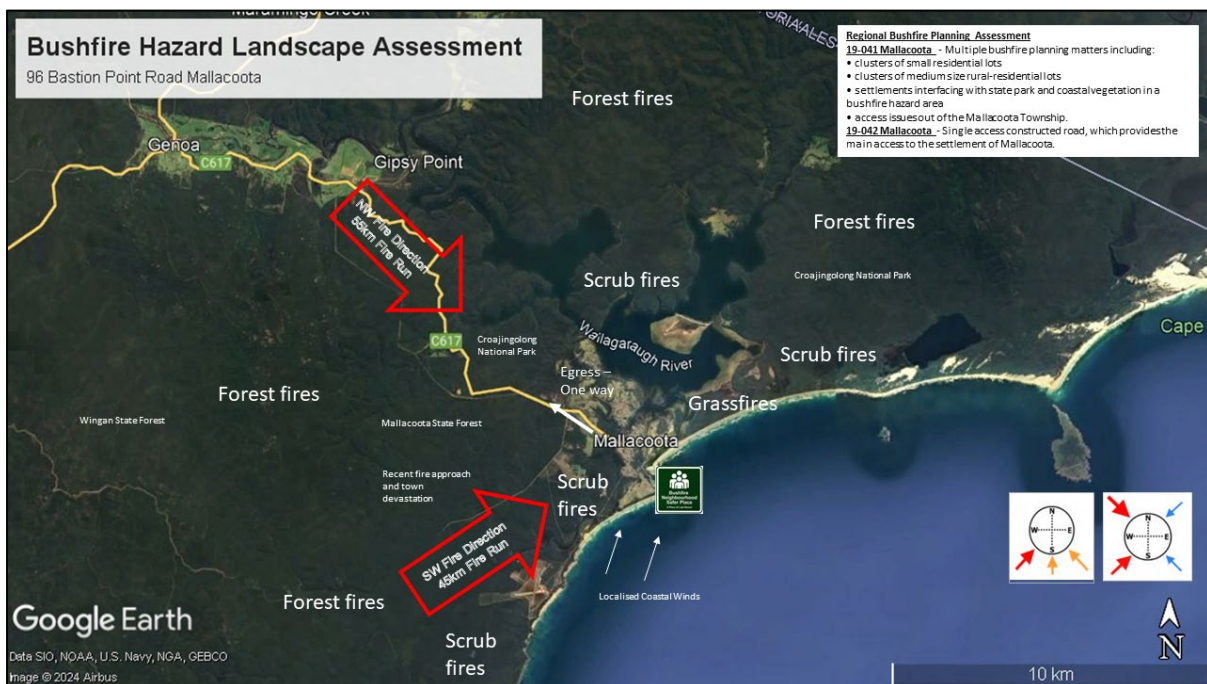 Maramingo Creek
Bushfire Hazard Landscape Assessment
96 Bastion Point Road Mallacoota
Regional Bushfire Planning Assessment
19-041 Mallacoota - Multiple bushfire planning matters including:
• clusters of small residential lots
• clusters of medium size rural-residential lots
• settlements interfacing with state park and coastal vegetation in a
bushfire hazard area
• access issues out of the Mallacoota Township.
19-042 Mallacoota - Single access constructed road, which provides the
main access to the settlement of Mallacoota.
Forest fires
Genoa
C617
Gipsy Point
NW Fire Direction
55km Fire Run
Forest fires
Scrub fires
Croajingolong National Park
Wallagaraugh River
Cape
C617
Croajingolong
National Park
Scrub fires
Egress –
One way
Forest fires
Grassfires
Wingan State Forest
Mallacoota State Forest
Mallacoota
Recent fire approach
and town
devastation
Scrub
fires
Bushfire
Neighbourhood
Safer Place
SW Fire Direction
45km Fire Run
N
W E
S
N
W E
S
Forest fires
Localised Coastal Winds
Google Earth
Scrub
fires
Data SIO, NOAA, U.S. Navy, NGA, GEBCO
Image © 2024 Airbus
10 km
N